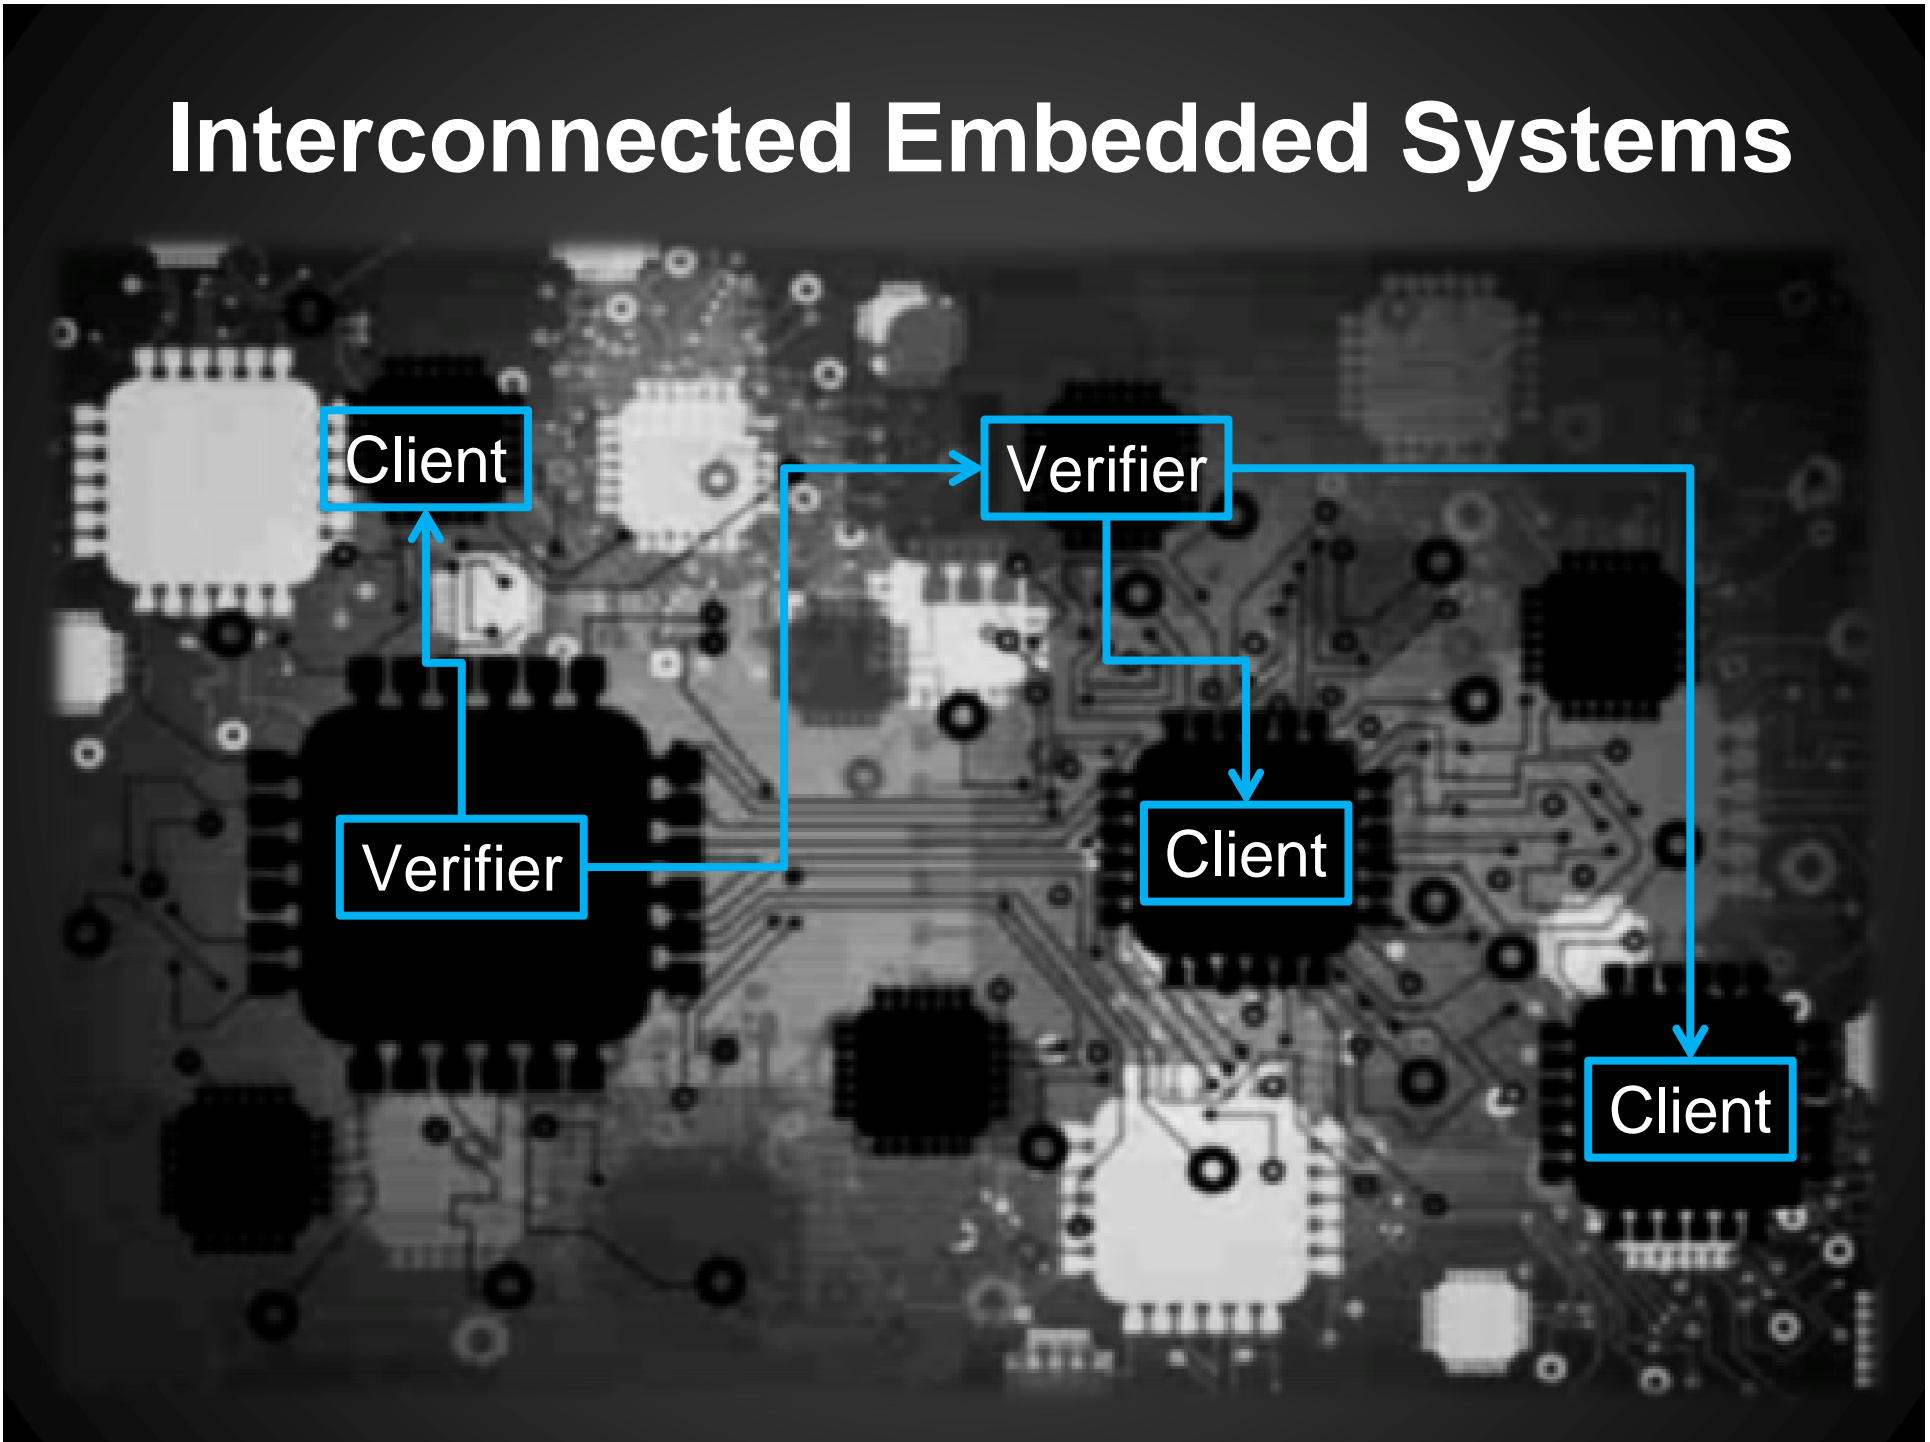 Interconnected Embedded Systems
Client
Verifier
Verifier
Client
Client